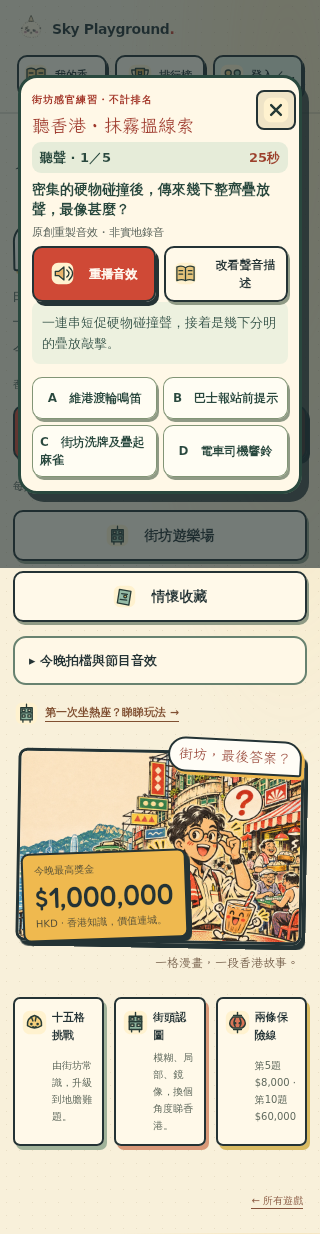 Sky Playground.
街坊感官練習・不計排名
聽香港・抹霧搵線索
聽聲・1／5
25秒
密集的硬物碰撞後，傳來幾下整齊疊放
聲，最像甚麼？
原創重製音效・非實地錄音
重播音效
改看聲音描
述
一連串短促硬物碰撞聲，接着是幾下分明
的疊放敲擊。
A 維港渡輪鳴笛
B 巴士報站前提示
C 街坊洗牌及疊起
麻雀
D 電車司機響鈴
街坊遊樂場
情懷收藏
▸ 今晚拍檔與節目音效
第一次坐熱座？睇睇玩法 →
街坊，最後答案？
?
今晚最高獎金
$1,000,000
HKD・香港知識，價值連城。
一格漫畫，一段香港故事。
十五格
挑戰
由街坊常
識，升級
到地膽難
題。
街頭認
圖
模糊、局
部、鏡
像，換個
角度睇香
港。
兩條保
險線
第5題
$8,000 ·
第10題
$60,000
← 所有遊戲